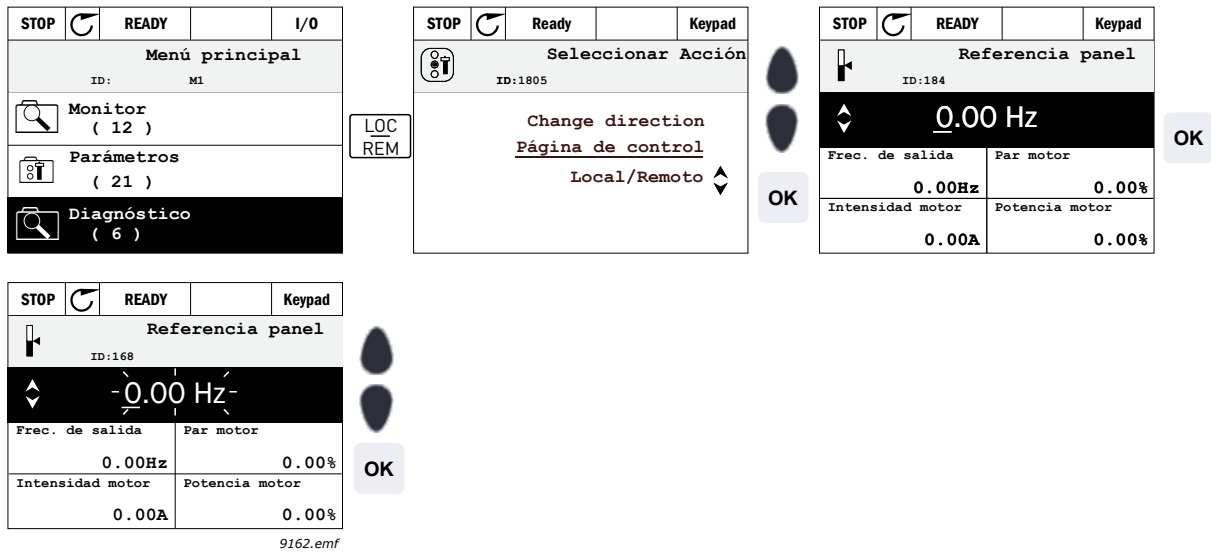 STOP READY I/O
Menú principal
ID: M1
Monitor
( 12 )
Parámetros
( 21 )
Diagnóstico
( 6 )
LOC
REM
STOP Ready Keypad
Seleccionar Acción
ID:1805
Change direction
Página de control
Local/Remoto
OK
STOP READY Keypad
Referencia panel
ID:184
0.00 Hz
Frec. de salida Par motor
0.00Hz 0.00%
Intensidad motor Potencia motor
0.00A 0.00%
OK
STOP READY Keypad
Referencia panel
ID:168
0.00 Hz
Frec. de salida Par motor
0.00Hz 0.00%
Intensidad motor Potencia motor
0.00A 0.00%
OK
9162.emf